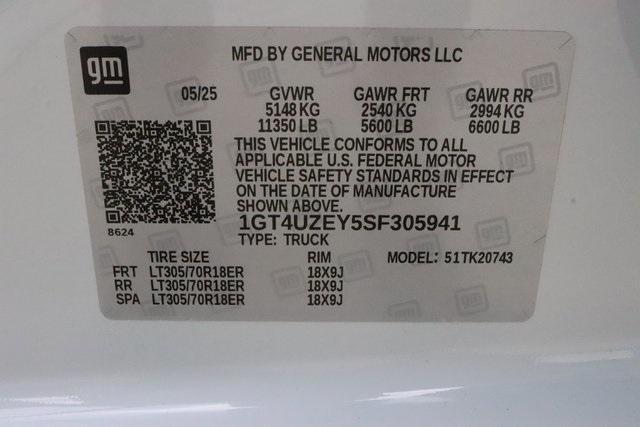 gm
MFD BY GENERAL MOTORS LLC
05/25 GVWR GAWR FRT GAWR RR
5148 KG 2540 KG 2994 KG
11350 LB 5600 LB 6600 LB
THIS VEHICLE CONFORMS TO ALL
APPLICABLE U.S. FEDERAL MOTOR
VEHICLE SAFETY STANDARDS IN EFFECT
ON THE DATE OF MANUFACTURE
SHOWN ABOVE.
8624
1GT4UZEY5SF305941
TYPE: TRUCK
TIRE SIZE RIM MODEL: 51TK20743
FRT LT305/70R18ER 18X9J
RR LT305/70R18ER 18X9J
SPA LT305/70R18ER 18X9J